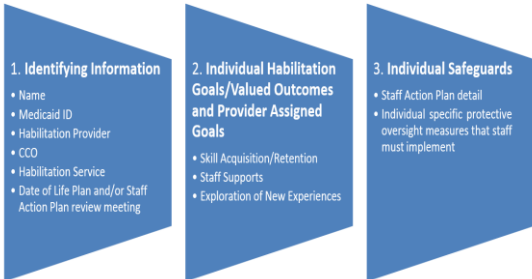 1. Identifying Information
• Name
• Medicaid ID
• Habilitation Provider
• CCO
• Habilitation Service
• Date of Life Plan and/or Staff
Action Plan review meeting
2. Individual Habilitation
Goals/Valued Outcomes
and Provider Assigned
Goals
• Skill Acquisition/Retention
• Staff Supports
• Exploration of New Experiences
3. Individual Safeguards
• Staff Action Plan detail
• Individual specific protective
oversight measures that staff
must implement